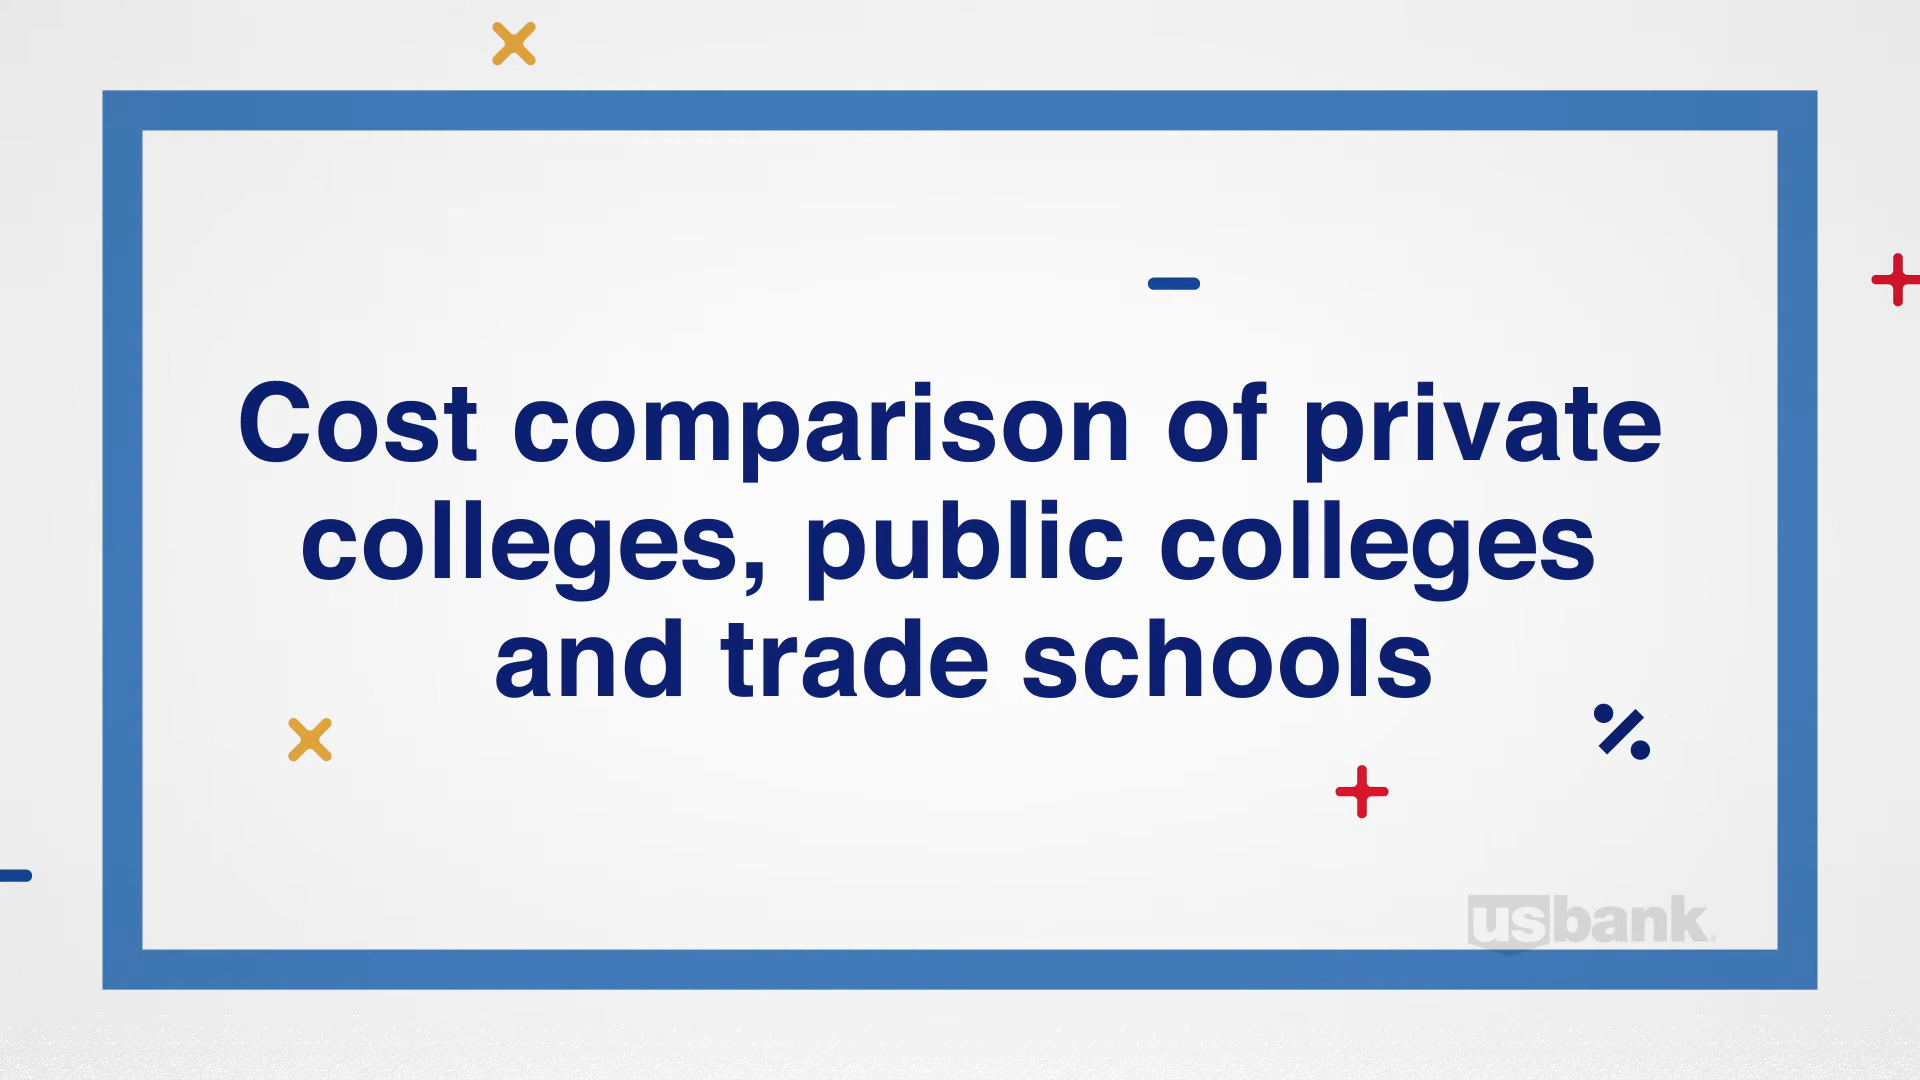 Cost comparison of private
colleges, public colleges
and trade schools
usbank.